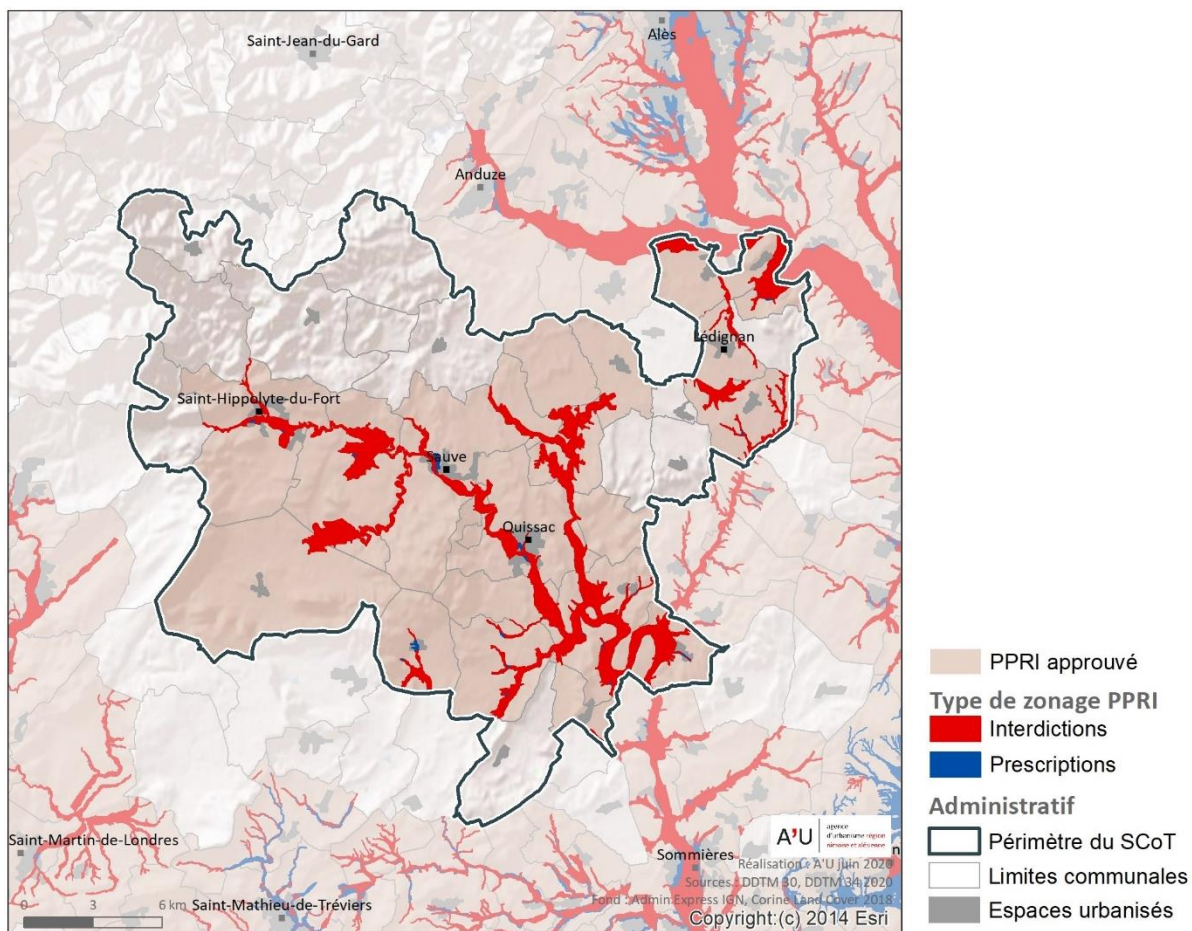 Saint-Jean-du-Gard
Alès
Anduze
Lédignan
Saint-Hippolyte-du-Fort
Sauve
Quissac
Saint-Martin-de-Londres
Sommières
Saint-Mathieu-de-Tréviers
0 3 6 km
A'U
agence
d'urbanisme région
nîmoise et alésienne
Réalisation : A'U juin 2020
Sources : DDTM 30, DDTM 34 2020
Fond : Admin Express IGN, Corine Land Cover 2018
Copyright:(c) 2014 Esri
PPRI approuvé
Type de zonage PPRI
Interdictions
Prescriptions
Administratif
Périmètre du SCoT
Limites communales
Espaces urbanisés